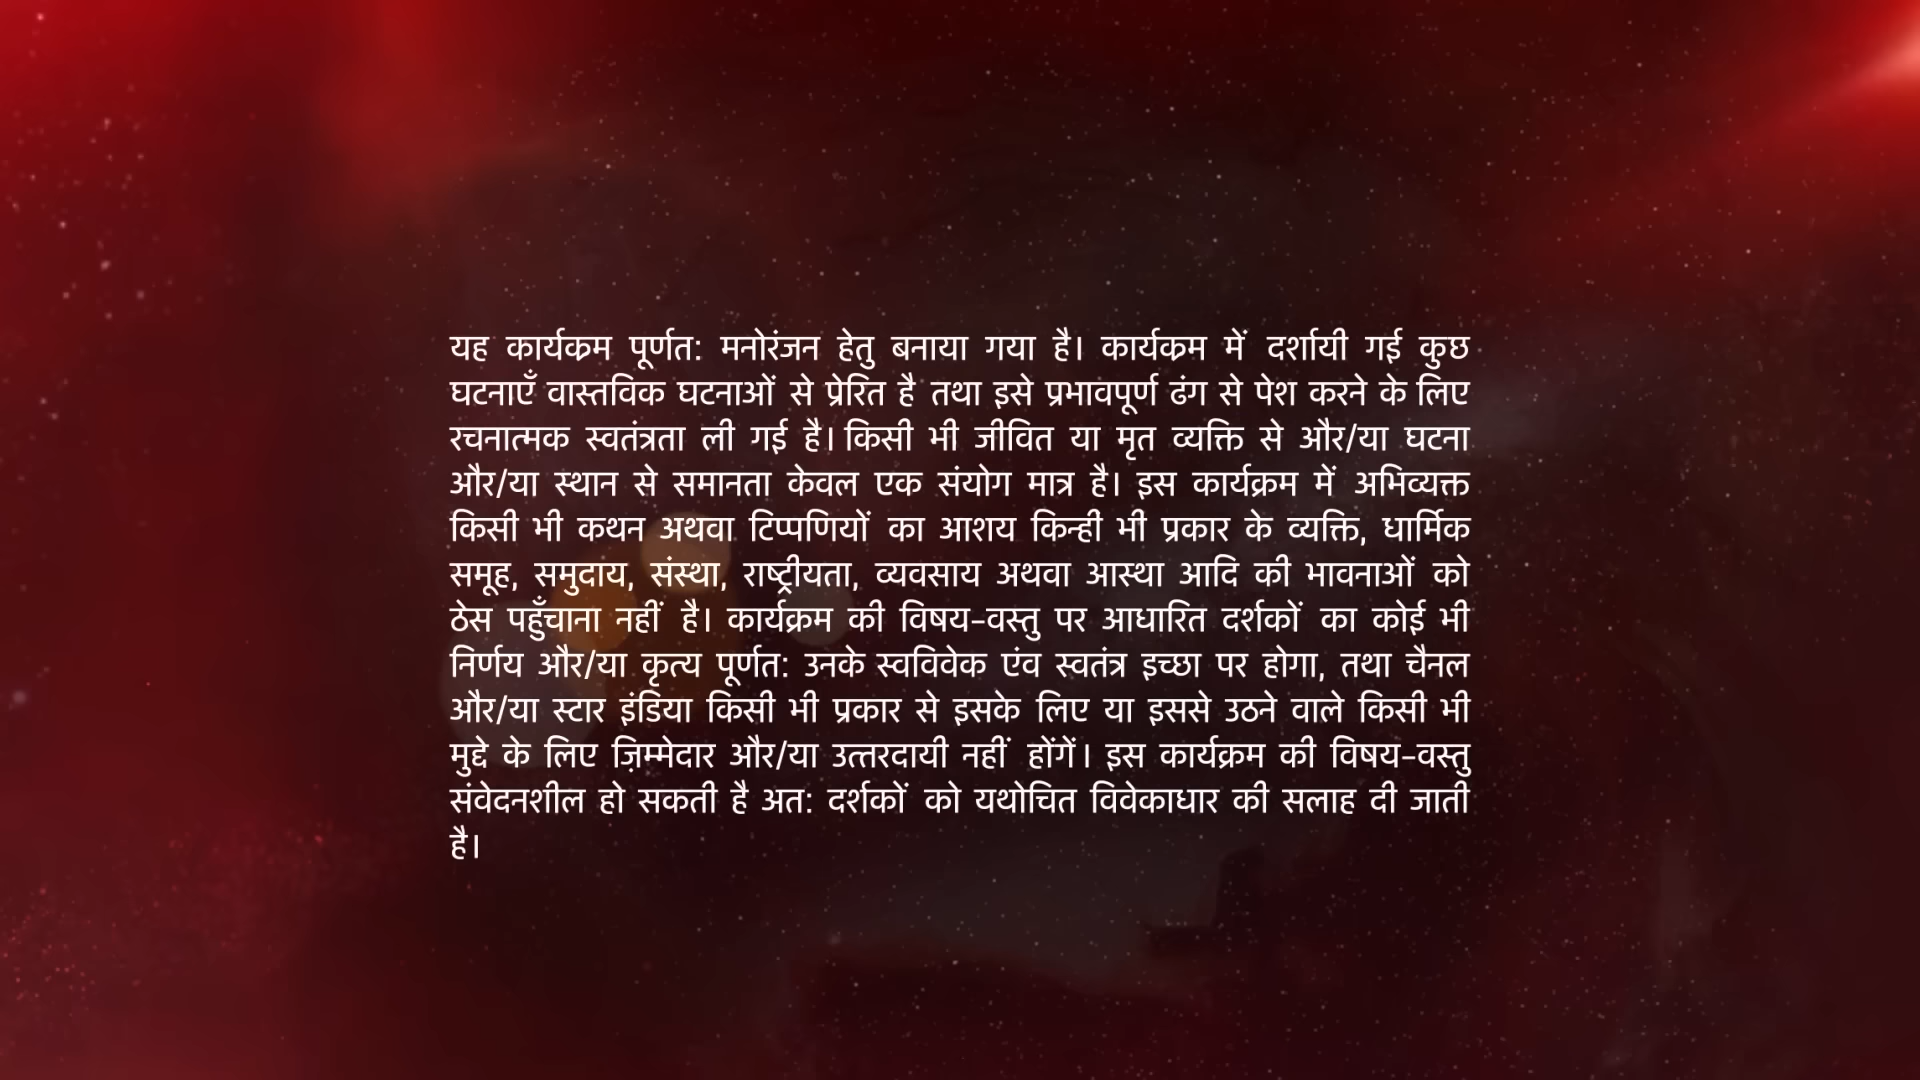 यह कार्यक्रम पूर्णत: मनोरंजन हेतु बनाया गया है। कार्यक्रम में दर्शायी गई कुछ
घटनाएँ वास्तविक घटनाओं से प्रेरित है तथा इसे प्रभावपूर्ण ढंग से पेश करने के लिए
रचनात्मक स्वतंत्रता ली गई है। किसी भी जीवित या मृत व्यक्ति से और/या घटना
और/या स्थान से समानता केवल एक संयोग मात्र है। इस कार्यक्रम में अभिव्यक्त
किसी भी कथन अथवा टिप्पणियों का आशय किन्ही भी प्रकार के व्यक्ति, धार्मिक
समूह, समुदाय, संस्था, राष्ट्रीयता, व्यवसाय अथवा आस्था आदि की भावनाओं को
ठेस पहुँचाना नहीं है। कार्यक्रम की विषय-वस्तु पर आधारित दर्शकों का कोई भी
निर्णय और/या कृत्य पूर्णत: उनके स्वविवेक एंव स्वतंत्र इच्छा पर होगा, तथा चैनल
और/या स्टार इंडिया किसी भी प्रकार से इसके लिए या इससे उठने वाले किसी भी
मुद्दे के लिए ज़िम्मेदार और/या उत्तरदायी नहीं होंगें। इस कार्यक्रम की विषय-वस्तु
संवेदनशील हो सकती है अत: दर्शकों को यथोचित विवेकाधार की सलाह दी जाती
है।